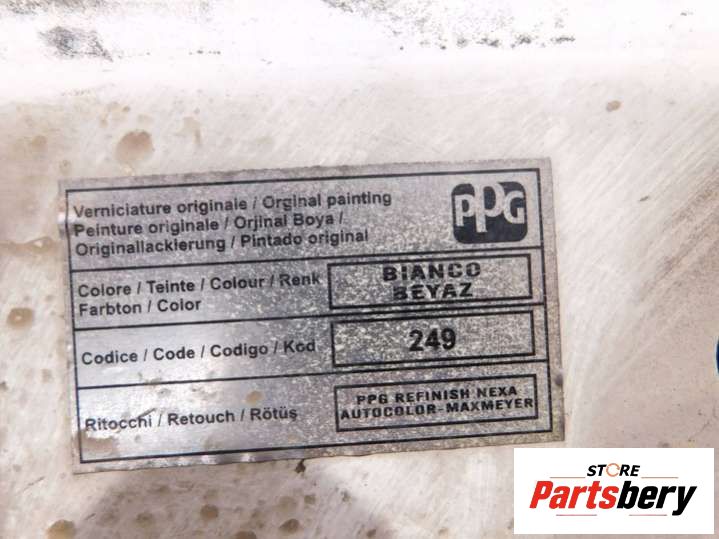 Verniciature originale / Orginal painting
Peinture originale / Orjinal Boya /
Originallackierung / Pintado original
PPG
Colore / Teinte / Colour / Renk
Farbton / Color
BIANCO
BEYAZ
Codice / Code / Codigo / Kod
249
Ritocchi / Retouch / Rötüş
PPG REFINISH NEXA
AUTOCOLOR-MAXMEYER
STORE
Partsbery